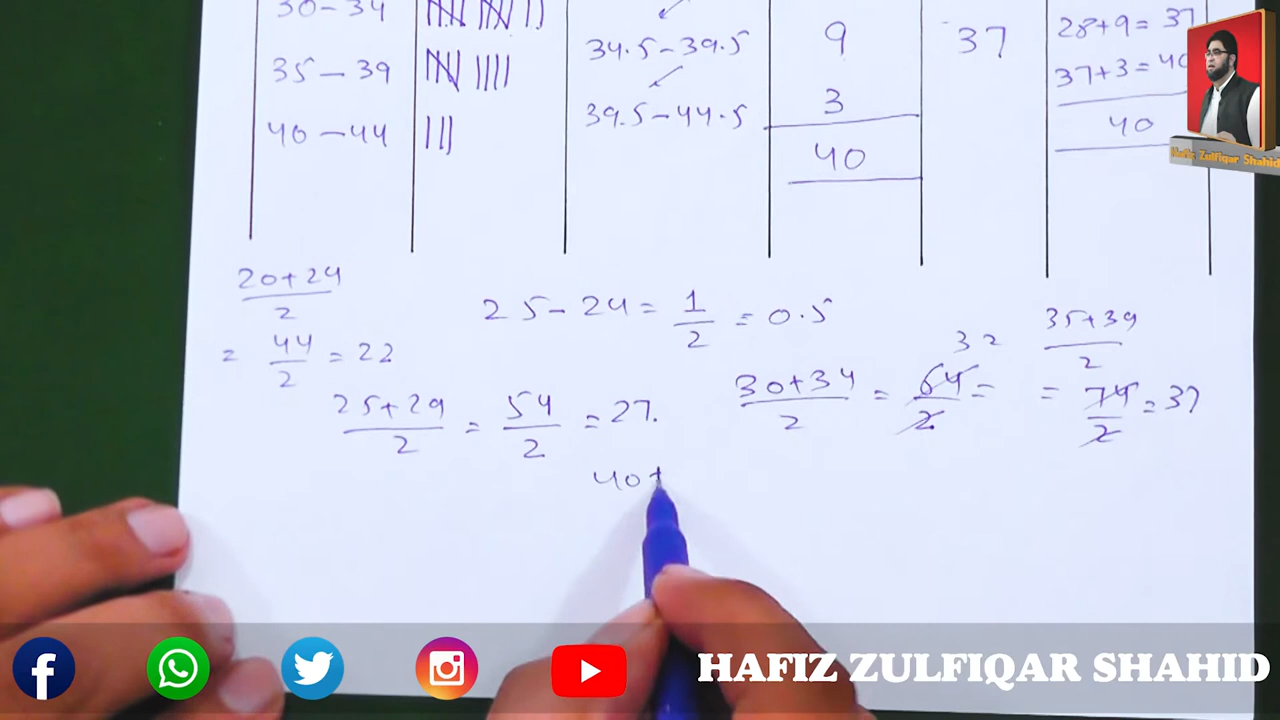 30-34
34.5-39.5 9 37 28+9=37
35-39 37+3=40
39.5-44.5 3
40-44 40 40
Hafiz Zulfiqar Shahid
20+24
2
25-24= 1/2 = 0.5
= 44/2 = 22
25+29/2 = 54/2 = 27.
32
30+34/2 = 64/2 =
35+39
2
= 74/2 = 37
40+
HAFIZ ZULFIQAR SHAHID